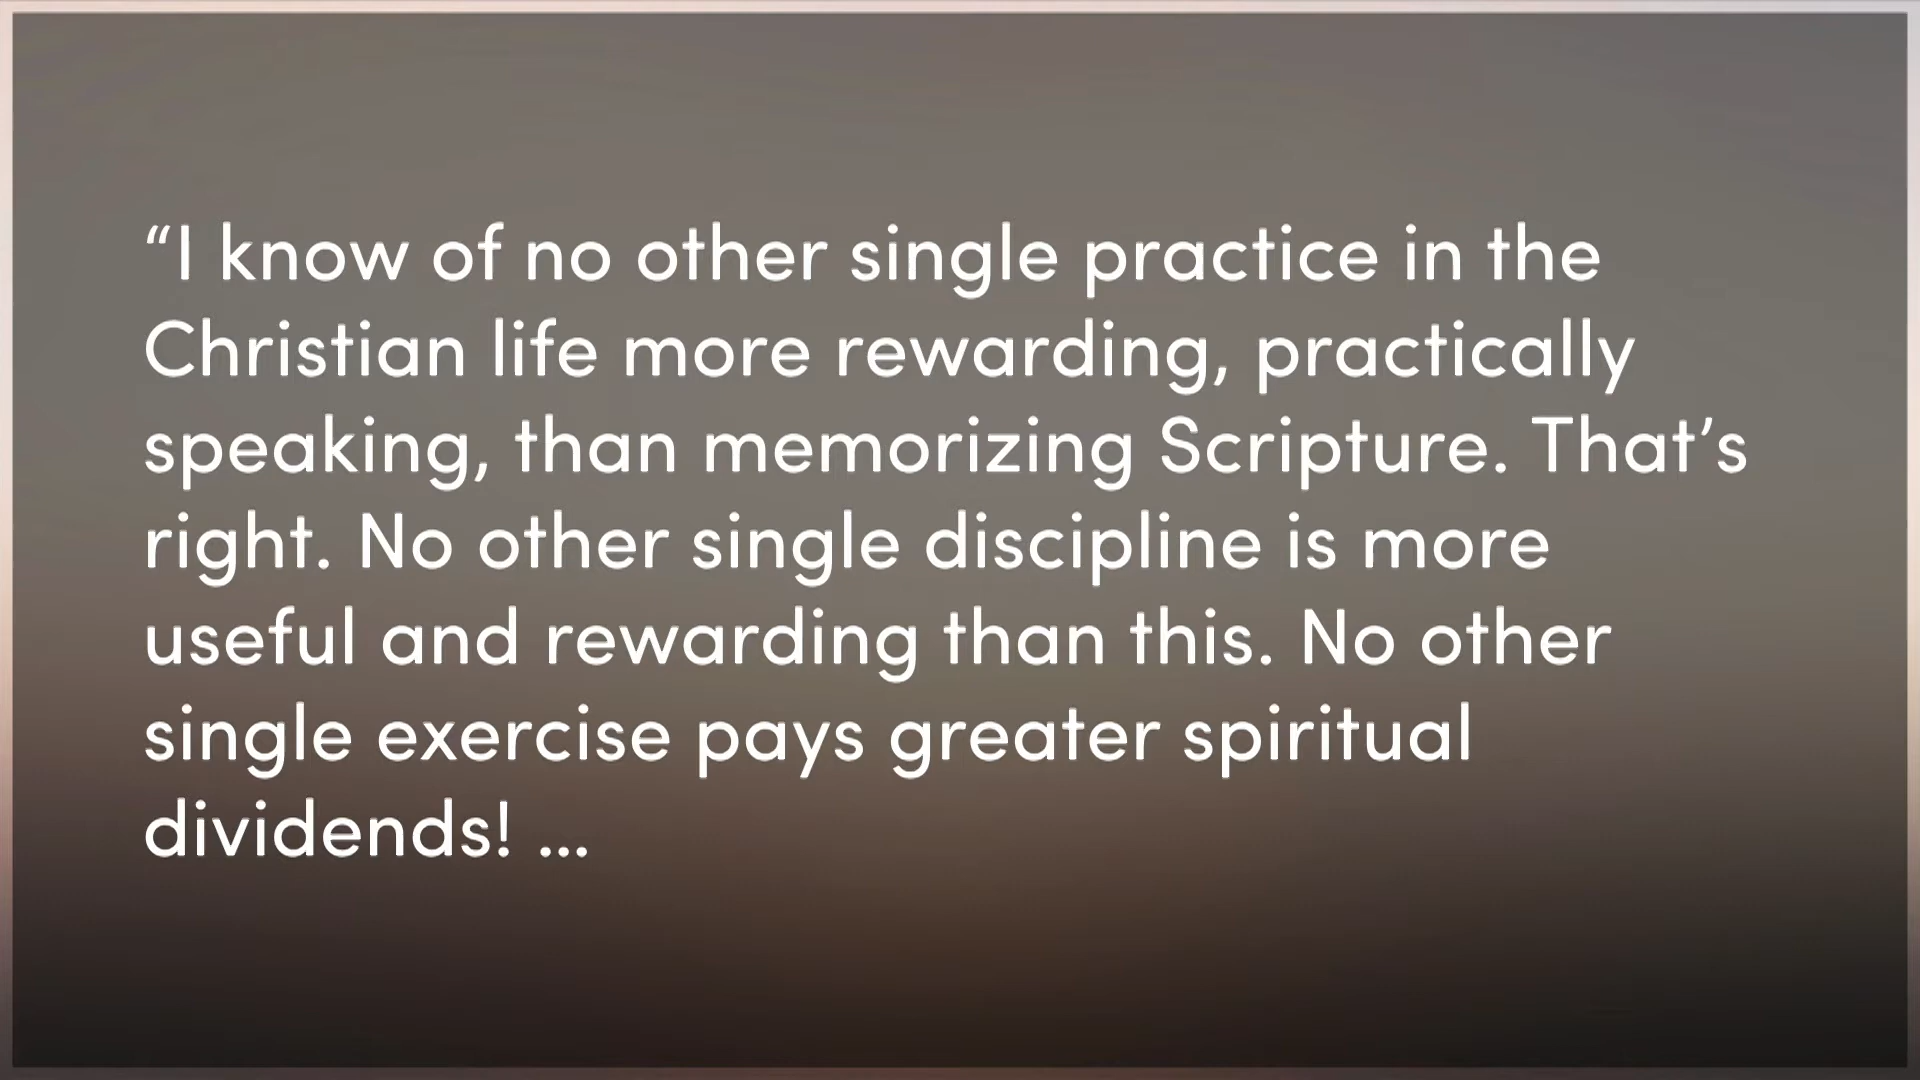 “I know of no other single practice in the
Christian life more rewarding, practically
speaking, than memorizing Scripture. That’s
right. No other single discipline is more
useful and rewarding than this. No other
single exercise pays greater spiritual
dividends! ...